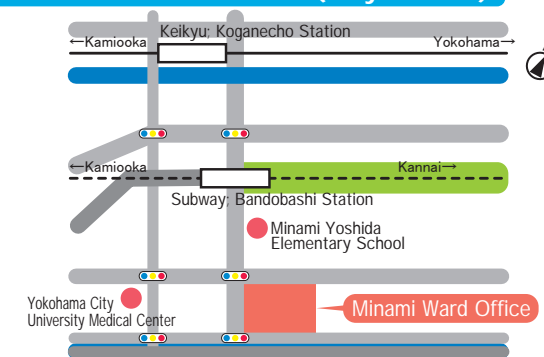 Keikyu; Koganecho Station
←Kamiooka
Yokohama→
←Kamiooka
Kannai→
Subway; Bandobashi Station
Minami Yoshida
Elementary School
Yokohama City
University Medical Center
Minami Ward Office